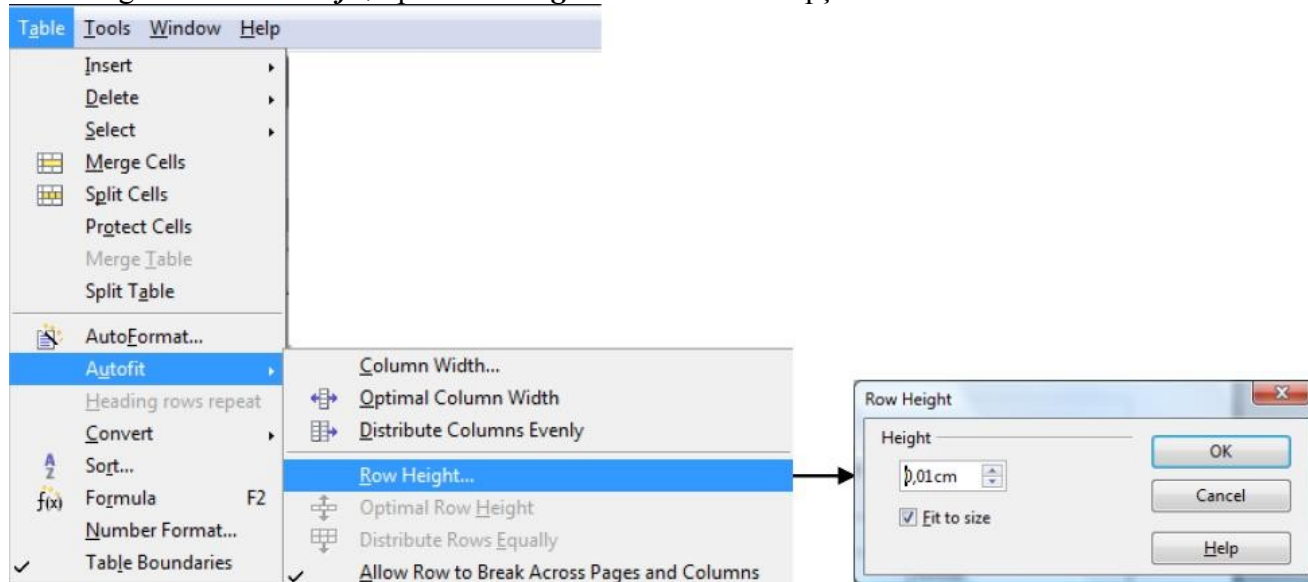 Table Tools Window Help
Insert
Delete
Select
Merge Cells
Split Cells
Protect Cells
Merge Table
Split Table
AutoFormat...
Autofit
Heading rows repeat
Convert
Sort...
Formula F2
Number Format...
Table Boundaries
Column Width...
Optimal Column Width
Distribute Columns Evenly
Row Height...
Optimal Row Height
Distribute Rows Equally
Allow Row to Break Across Pages and Columns
Row Height
Height
0,01cm
Fit to size
OK
Cancel
Help